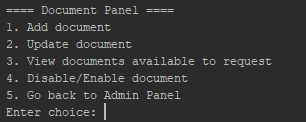 ==== Document Panel ====
1. Add document
2. Update document
3. View documents available to request
4. Disable/Enable document
5. Go back to Admin Panel
Enter choice: